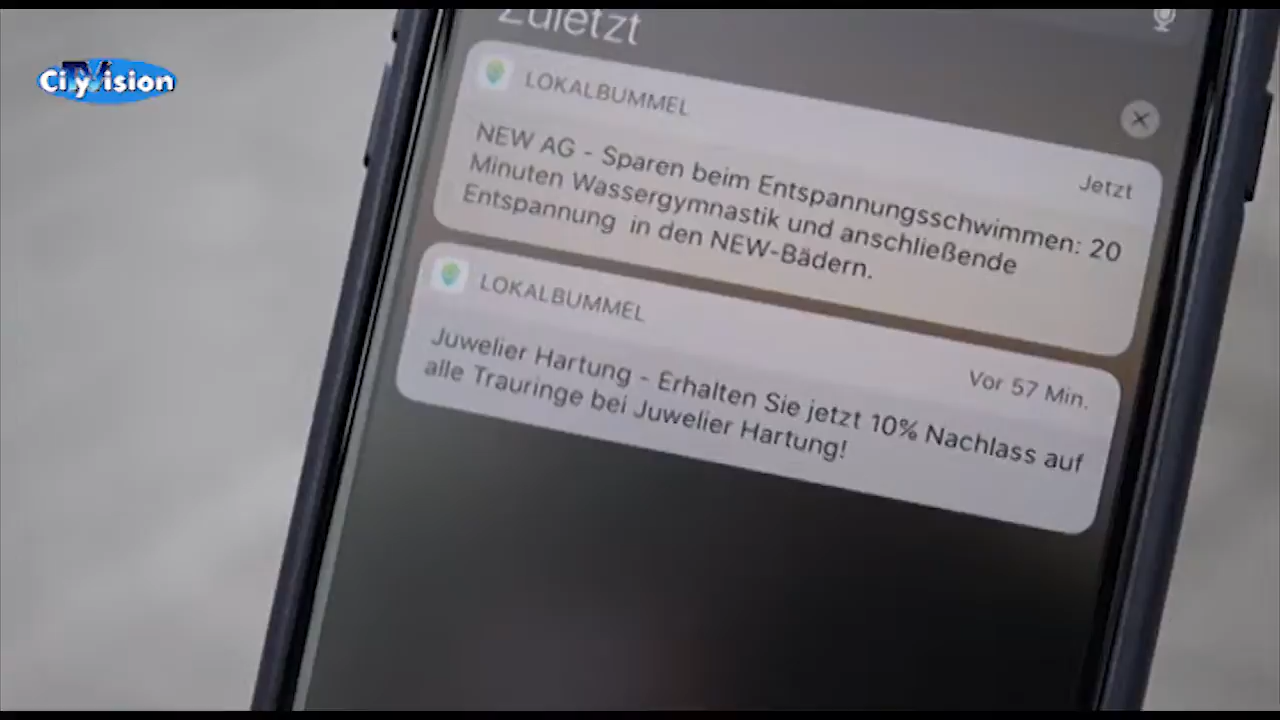 Zuletzt
CityVision
TV
LOKALBUMMEL
Jetzt
NEW AG - Sparen beim Entspannungsschwimmen: 20
Minuten Wassergymnastik und anschließende
Entspannung in den NEW-Bädern.
LOKALBUMMEL
Vor 57 Min.
Juwelier Hartung - Erhalten Sie jetzt 10% Nachlass auf
alle Trauringe bei Juwelier Hartung!